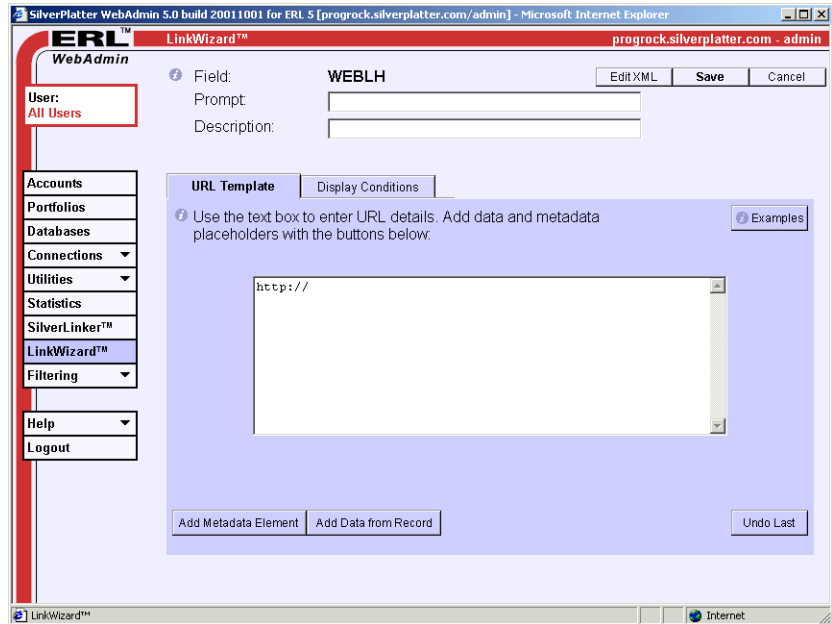 SilverPlatter WebAdmin 5.0 build 20011001 for ERL 5 [progrock.silverplatter.com/admin] - Microsoft Internet Explorer
ERL™
WebAdmin
LinkWizard™
progrock.silverplatter.com - admin
User:
All Users
Field:
WEBLH
Edit XML
Save
Cancel
Prompt:
Description:
Accounts
Portfolios
Databases
Connections
Utilities
Statistics
SilverLinker™
LinkWizard™
Filtering
Help
Logout
URL Template
Display Conditions
Use the text box to enter URL details. Add data and metadata
placeholders with the buttons below:
Examples
http://
Add Metadata Element
Add Data from Record
Undo Last
LinkWizard™
Internet